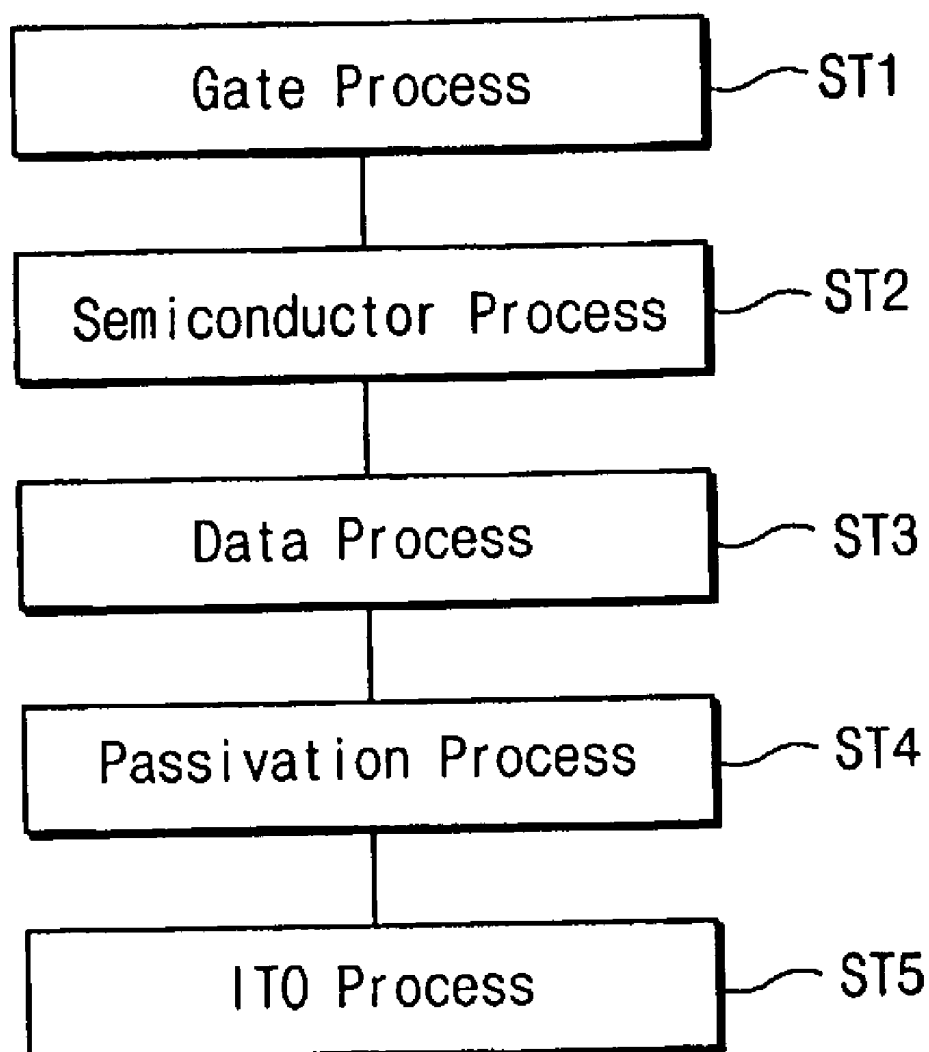 Gate Process ST1
Semiconductor Process ST2
Data Process ST3
Passivation Process ST4
ITO Process ST5